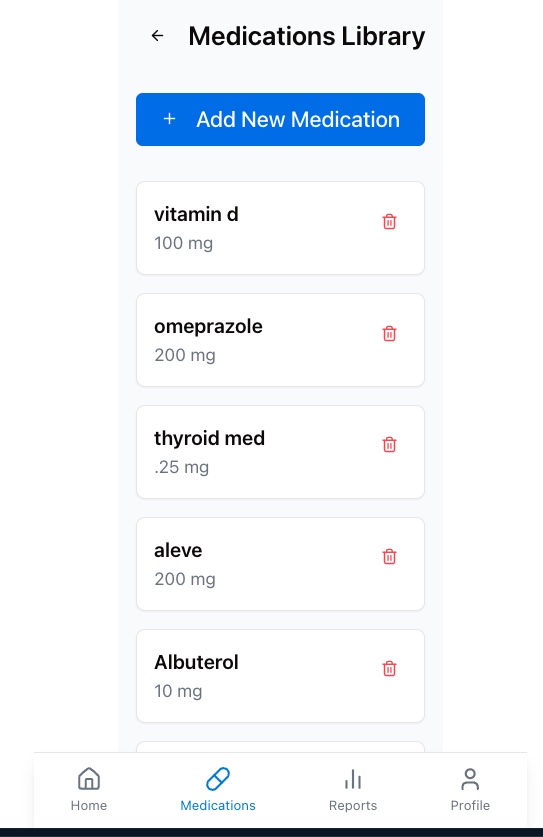 Medications Library
+ Add New Medication
vitamin d
100 mg
omeprazole
200 mg
thyroid med
.25 mg
aleve
200 mg
Albuterol
10 mg
Home Medications Reports Profile